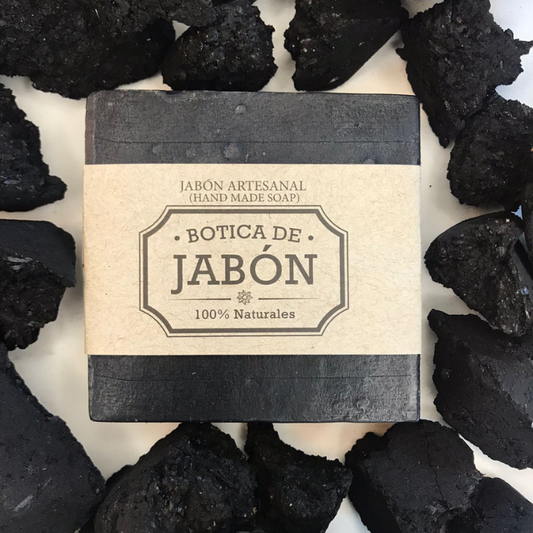 JABÓN ARTESANAL
(HAND MADE SOAP)
• BOTICA DE •
JABÓN
100% Naturales